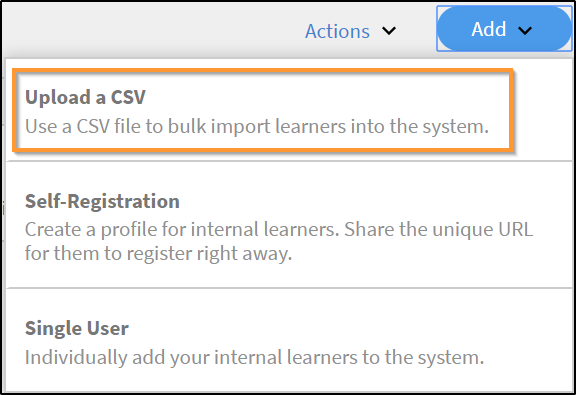 Actions Add
Upload a CSV
Use a CSV file to bulk import learners into the system.
Self-Registration
Create a profile for internal learners. Share the unique URL
for them to register right away.
Single User
Individually add your internal learners to the system.